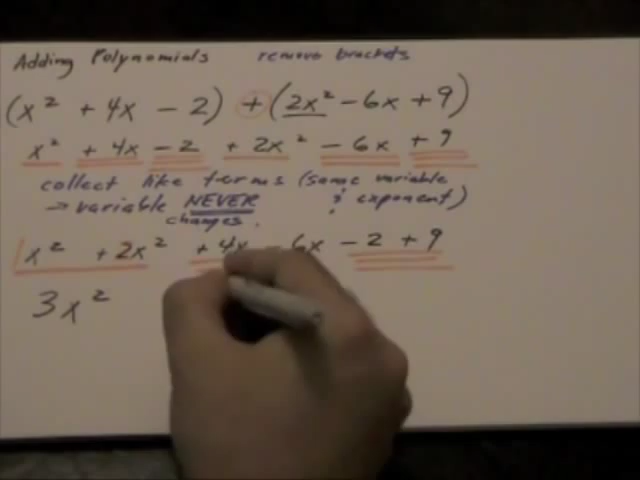 Adding Polynomials remove brackets
(x² + 4x - 2) + (2x² - 6x + 9)
x² + 4x - 2 + 2x² - 6x + 9
collect like terms (same variable
→ variable NEVER & exponent)
changes.
x² + 2x² + 4x - 6x - 2 + 9
3x²